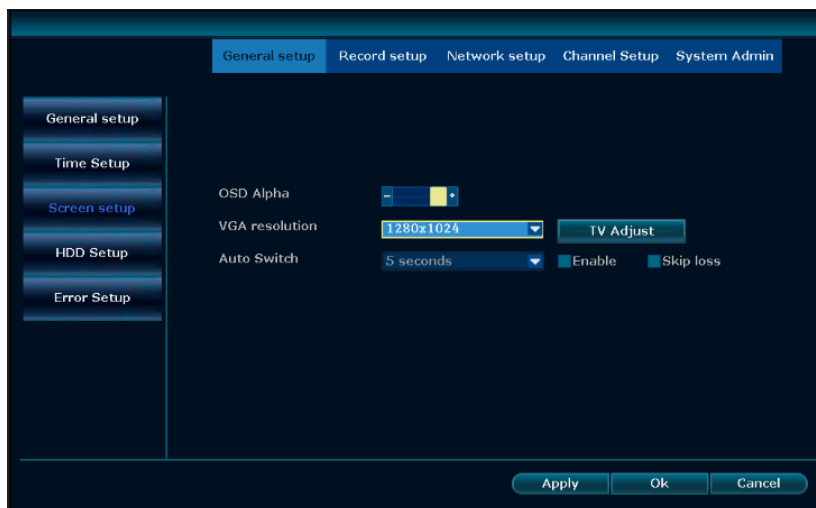 General setup Record setup Network setup Channel Setup System Admin
General setup
Time Setup
Screen setup
HDD Setup
Error Setup
OSD Alpha - +
VGA resolution 1280x1024 TV Adjust
Auto Switch 5 seconds Enable Skip loss
Apply Ok Cancel